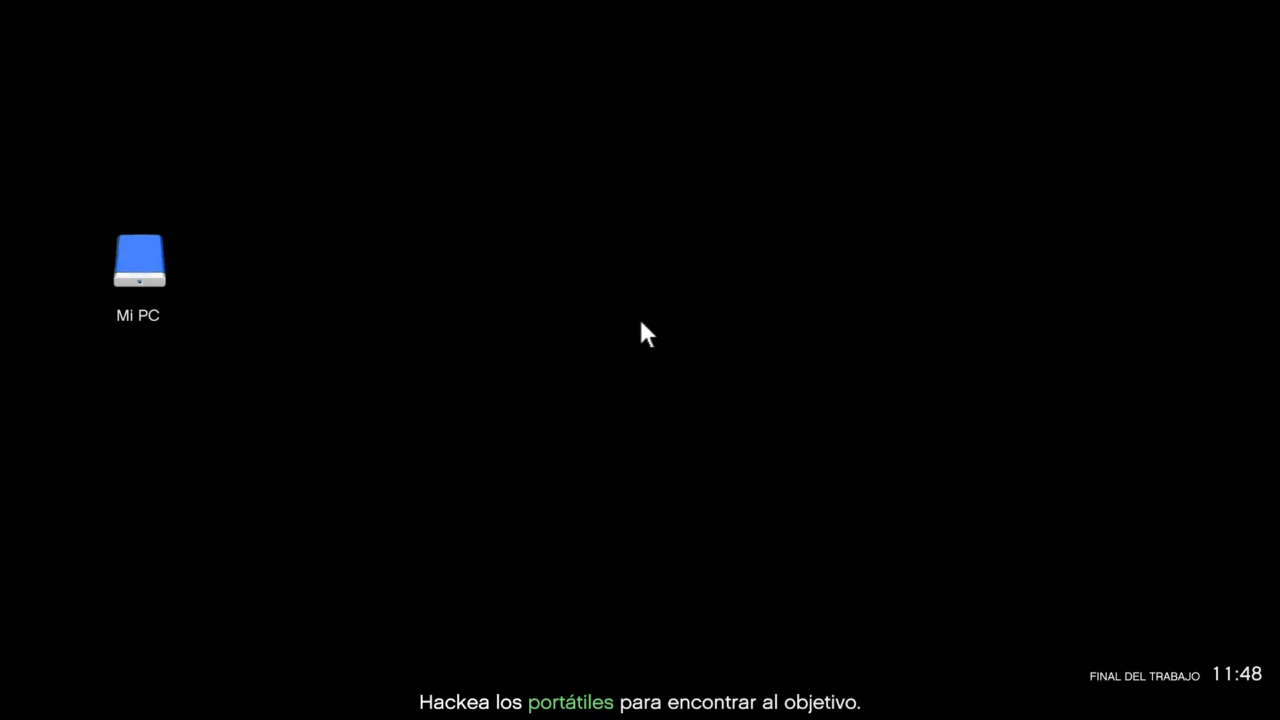 Mi PC
FINAL DEL TRABAJO 11:48
Hackea los portátiles para encontrar al objetivo.